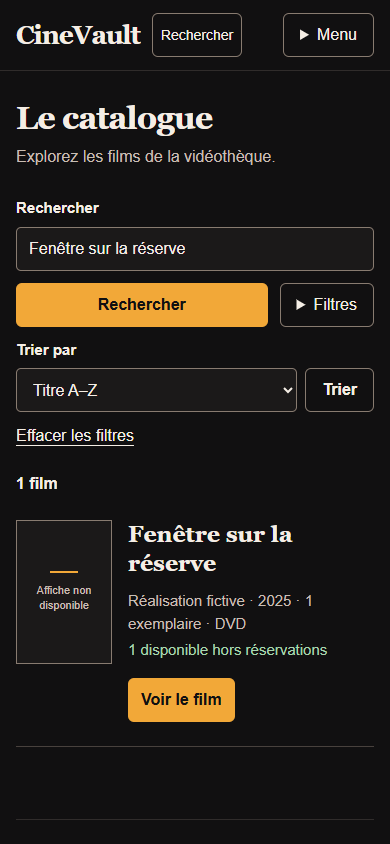 CineVault
Rechercher
Menu
Le catalogue
Explorez les films de la vidéothèque.
Rechercher
Fenêtre sur la réserve
Rechercher
Filtres
Trier par
Titre A–Z
Trier
Effacer les filtres
1 film
Affiche non
disponible
Fenêtre sur la
réserve
Réalisation fictive · 2025 · 1
exemplaire · DVD
1 disponible hors réservations
Voir le film